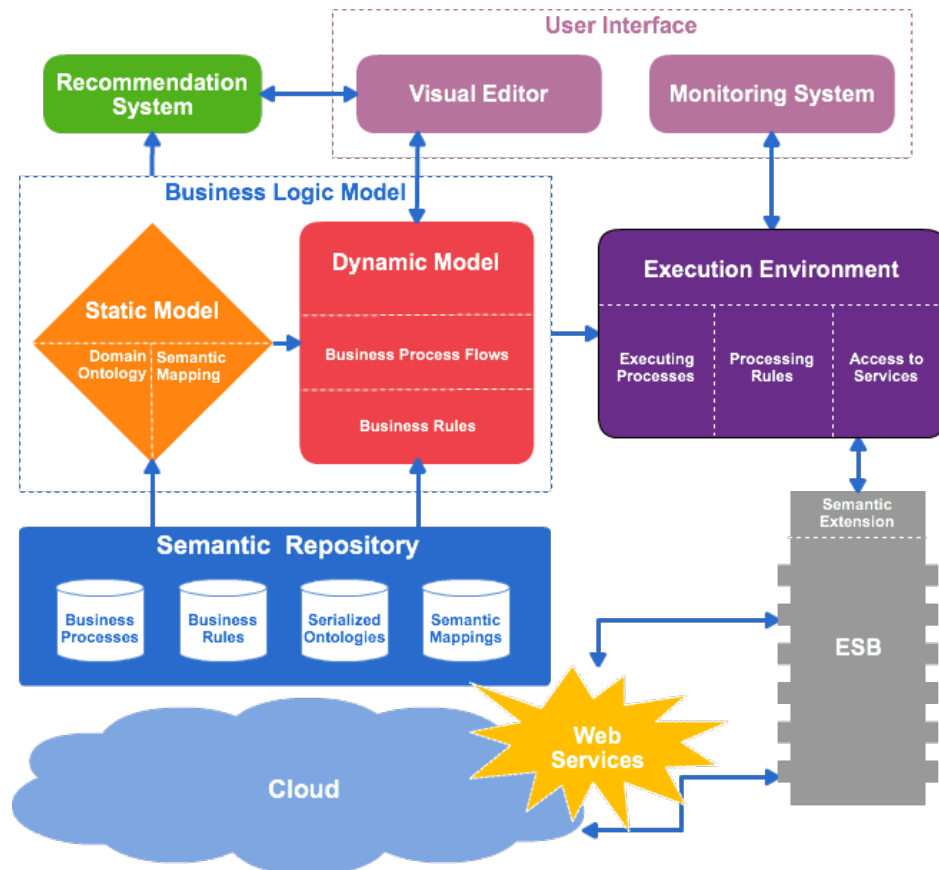 User Interface
Recommendation
System
Visual Editor
Monitoring System
Business Logic Model
Static Model
Domain
Ontology
Semantic
Mapping
Dynamic Model
Business Process Flows
Business Rules
Execution Environment
Executing
Processes
Processing
Rules
Access to
Services
Semantic
Extension
ESB
Semantic Repository
Business
Processes
Business
Rules
Serialized
Ontologies
Semantic
Mappings
Web
Services
Cloud